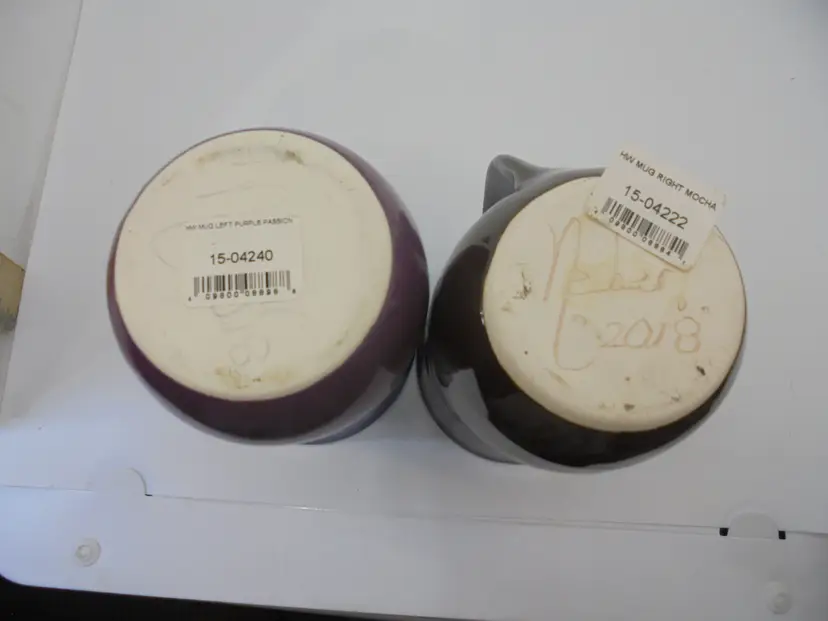 HW MUG LEFT PURPLE PASSION
15-04240
HW MUG RIGHT MOCHA
15-04222
2018